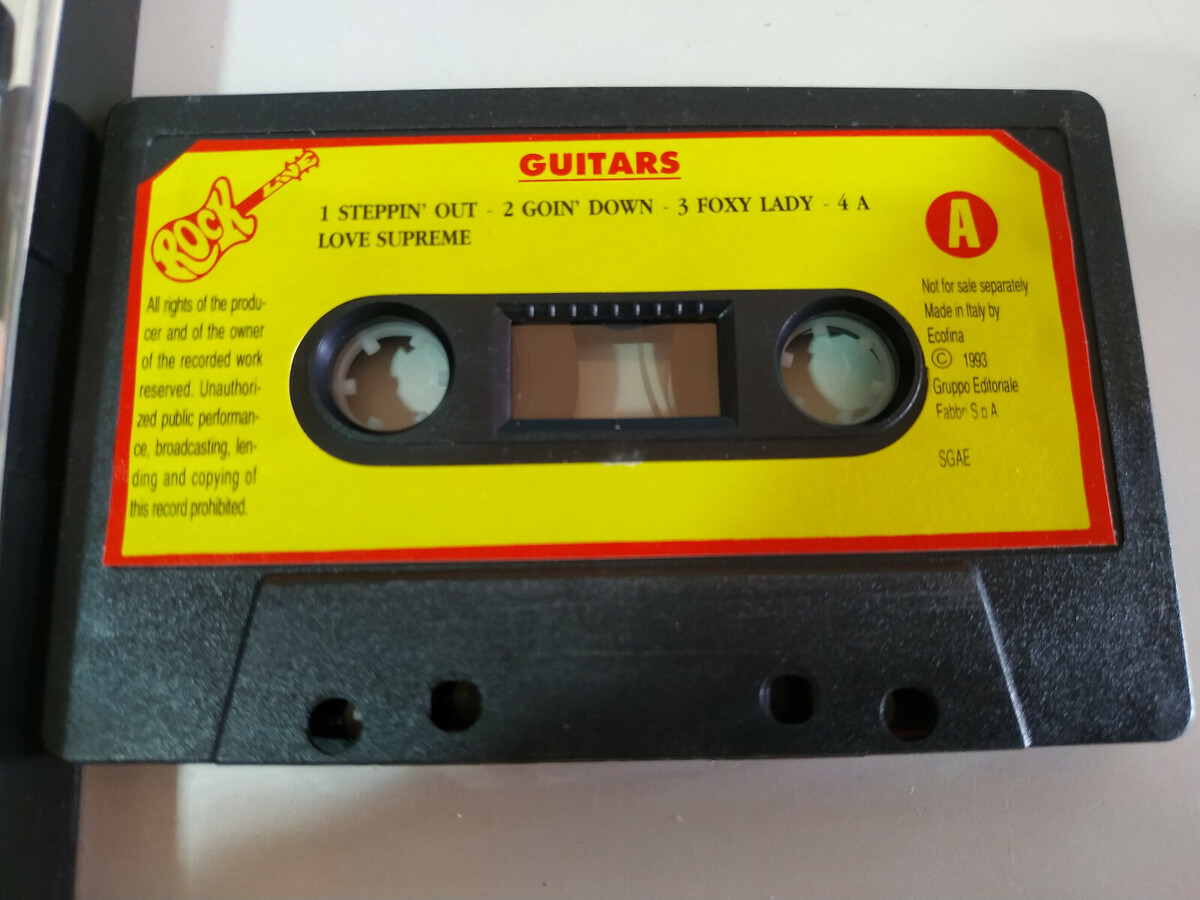 GUITARS
ROCK LIVE
1 STEPPIN' OUT - 2 GOIN' DOWN - 3 FOXY LADY - 4 A
LOVE SUPREME
A
All rights of the produ-
cer and of the owner
of the recorded work
reserved. Unauthori-
zed public performan-
ce, broadcasting, len-
ding and copying of
this record prohibited.
Not for sale separately
Made in Italy by
Ecofina
© 1993
Gruppo Editoriale
Fabbri S.p.A
SGAE